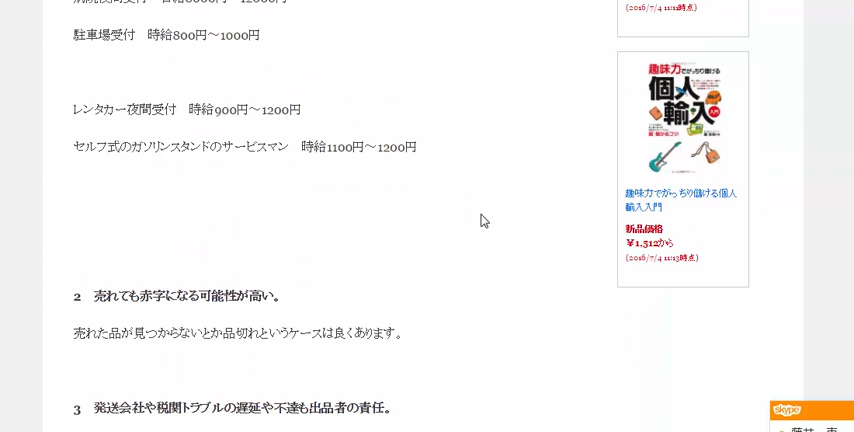 駐車場受付　時給800円～1000円
レンタカー夜間受付　時給900円～1200円
セルフ式のガソリンスタンドのサービスマン　時給1100円～1200円
2　売れても赤字になる可能性が高い。
売れた品が見つからないとか品切れというケースは良くあります。
3　発送会社や税関トラブルの遅延や不達も出品者の責任。
(2016/7/4 11:13時点)
趣味力でがっちり儲ける
個人
輸入
入門
趣味力でがっちり儲ける個人
輸入入門
新品価格
￥1,512から
(2016/7/4 11:13時点)
skype